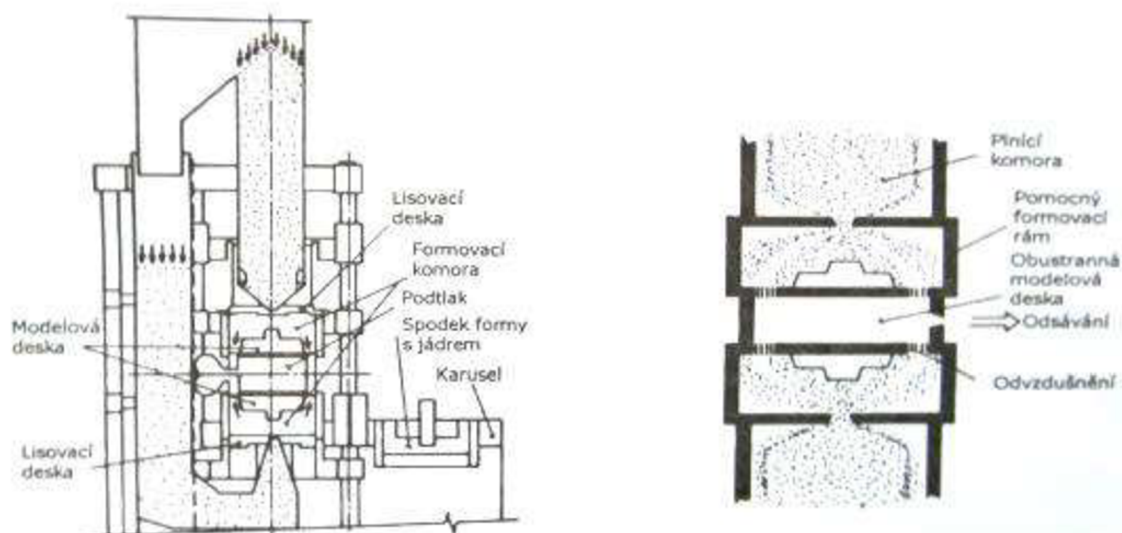 Lisovací
deska
Formovací
komora
Podtlak
Spodek formy
s jádrem
Karusel
Modelová
deska
Lisovací
deska
Plnící
komora
Pomocný
formovací
rám
Obustranná
modelová
deska
Odsávání
Odvzdušnění